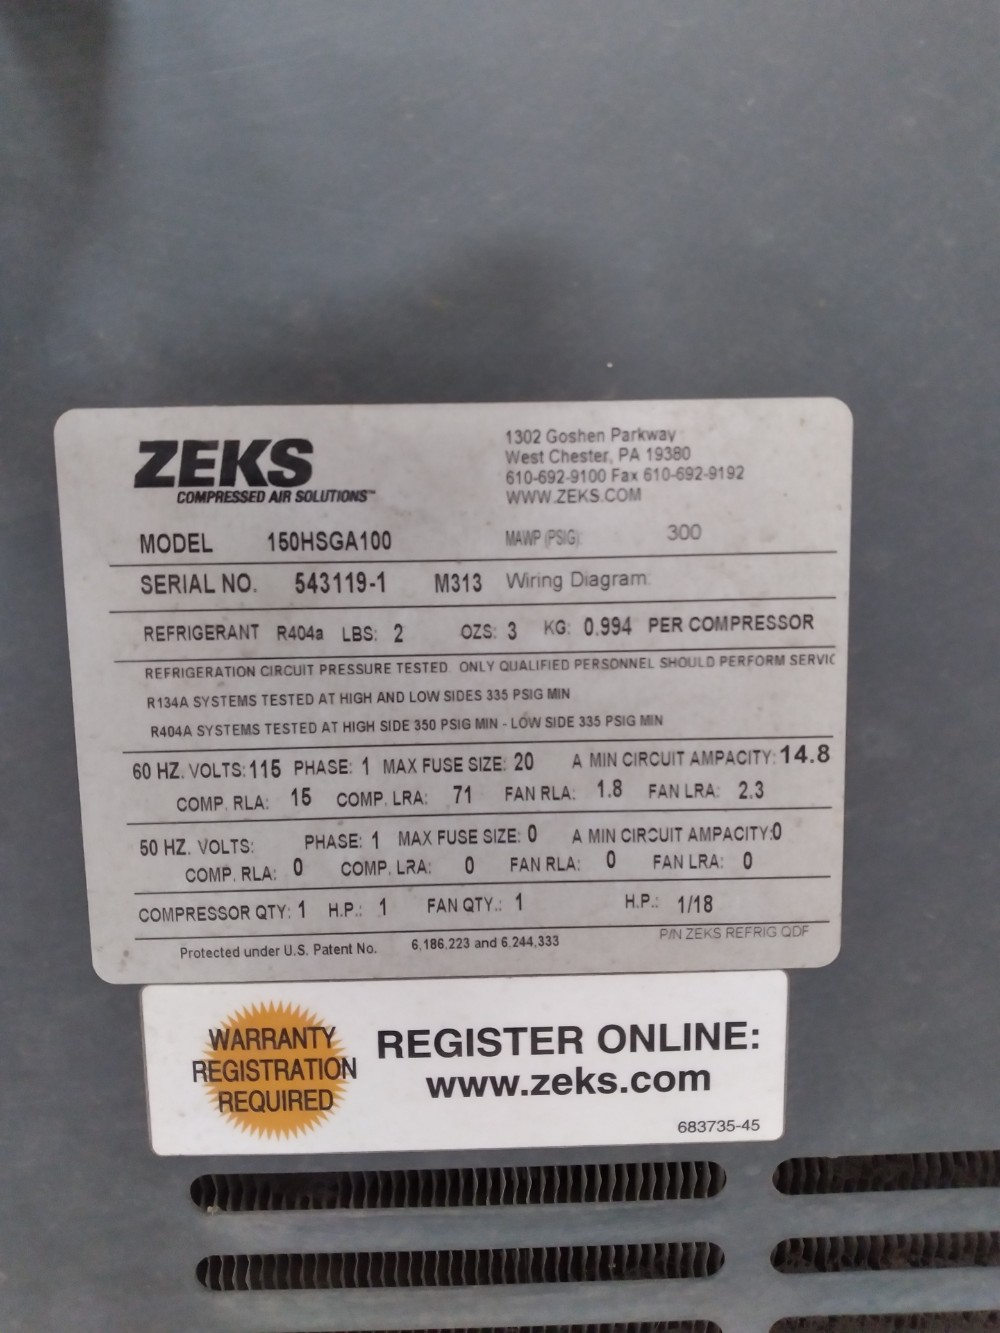 ZEKS
COMPRESSED AIR SOLUTIONS™
1302 Goshen Parkway
West Chester, PA 19380
610-692-9100 Fax 610-692-9192
WWW.ZEKS.COM
MODEL 150HSGA100 MAWP (PSIG) 300
SERIAL NO. 543119-1 M313 Wiring Diagram
REFRIGERANT R404a LBS: 2 OZS: 3 KG: 0.994 PER COMPRESSOR
REFRIGERATION CIRCUIT PRESSURE TESTED ONLY QUALIFIED PERSONNEL SHOULD PERFORM SERVIC
R134A SYSTEMS TESTED AT HIGH AND LOW SIDES 335 PSIG MIN
R404A SYSTEMS TESTED AT HIGH SIDE 350 PSIG MIN - LOW SIDE 335 PSIG MIN
60 HZ. VOLTS: 115 PHASE: 1 MAX FUSE SIZE: 20 A MIN CIRCUIT AMPACITY: 14.8
COMP. RLA: 15 COMP. LRA: 71 FAN RLA: 1.8 FAN LRA: 2.3
50 HZ. VOLTS: PHASE: 1 MAX FUSE SIZE: 0 A MIN CIRCUIT AMPACITY:0
COMP. RLA: 0 COMP. LRA: 0 FAN RLA: 0 FAN LRA: 0
COMPRESSOR QTY: 1 H.P.: 1 FAN QTY.: 1 H.P.: 1/18
Protected under U.S. Patent No. 6,186,223 and 6,244,333 P/N ZEKS REFRIG QDF
WARRANTY
REGISTRATION
REQUIRED
REGISTER ONLINE:
www.zeks.com
683735-45